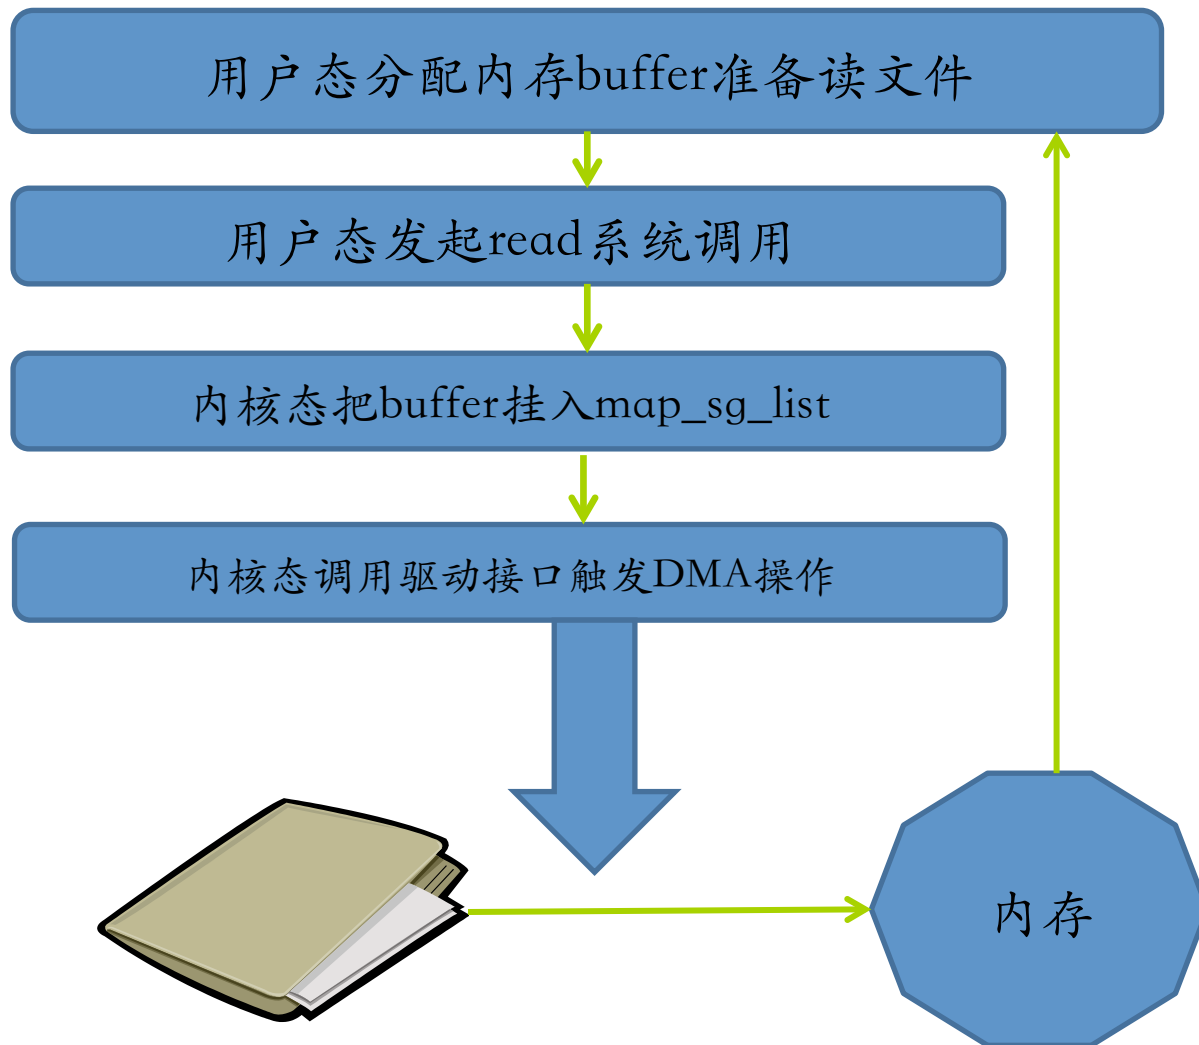 用户态分配内存buffer准备读文件
用户态发起read系统调用
内核态把buffer挂入map_sg_list
内核态调用驱动接口触发DMA操作
内存